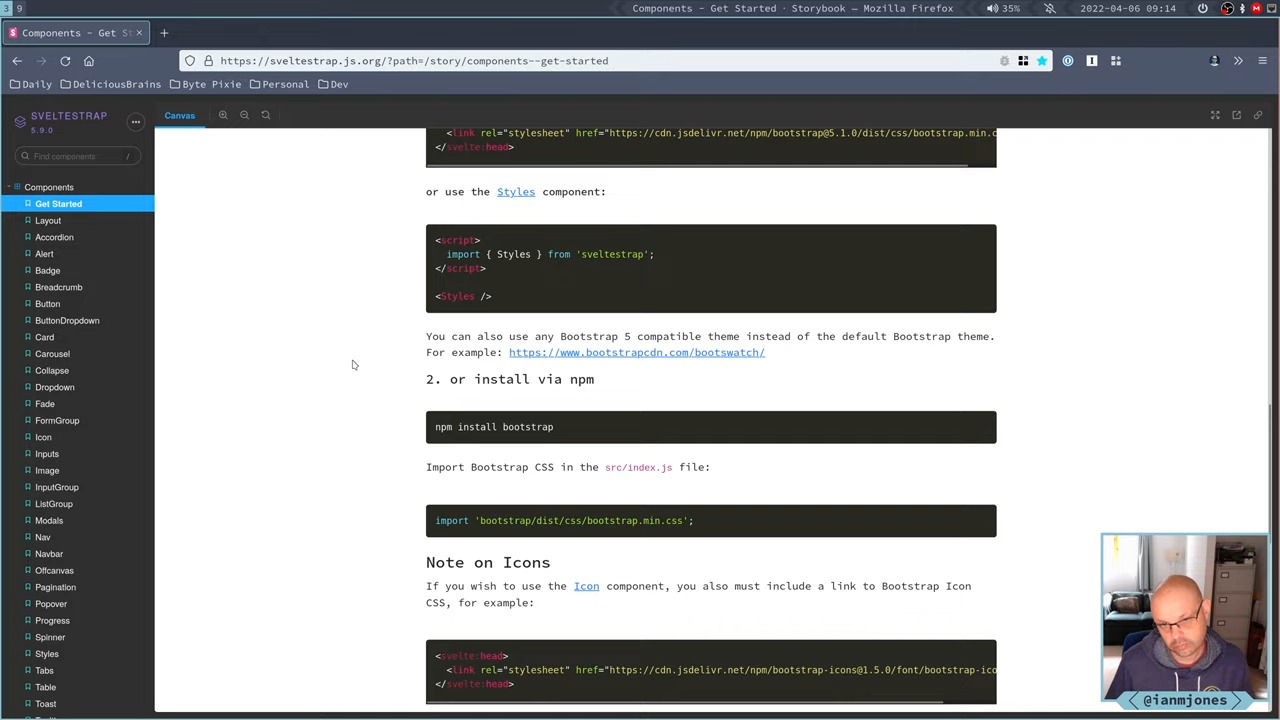 3 9
Components - Get Started · Storybook — Mozilla Firefox
35%
2022-04-06 09:14
Components - Get St
https://sveltestrap.js.org/?path=/story/components--get-started
Daily DeliciousBrains Byte Pixie Personal Dev
SVELTESTRAP
5.9.0
Canvas
Find components /
Components
Get Started
Layout
Accordion
Alert
Badge
Breadcrumb
Button
ButtonDropdown
Card
Carousel
Collapse
Dropdown
Fade
FormGroup
Icon
Inputs
Image
InputGroup
ListGroup
Modals
Nav
Navbar
Offcanvas
Pagination
Popover
Progress
Spinner
Styles
Tabs
Table
Toast
<link rel="stylesheet" href="https://cdn.jsdelivr.net/npm/bootstrap@5.1.0/dist/css/bootstrap.min.c
</svelte:head>
or use the Styles component:
<script>
import { Styles } from 'sveltestrap';
</script>
<Styles />
You can also use any Bootstrap 5 compatible theme instead of the default Bootstrap theme.
For example: https://www.bootstrapcdn.com/bootswatch/
2. or install via npm
npm install bootstrap
Import Bootstrap CSS in the src/index.js file:
import 'bootstrap/dist/css/bootstrap.min.css';
Note on Icons
If you wish to use the Icon component, you also must include a link to Bootstrap Icon
CSS, for example:
<svelte:head>
<link rel="stylesheet" href="https://cdn.jsdelivr.net/npm/bootstrap-icons@1.5.0/font/bootstrap-ico
</svelte:head>
@ianmjones